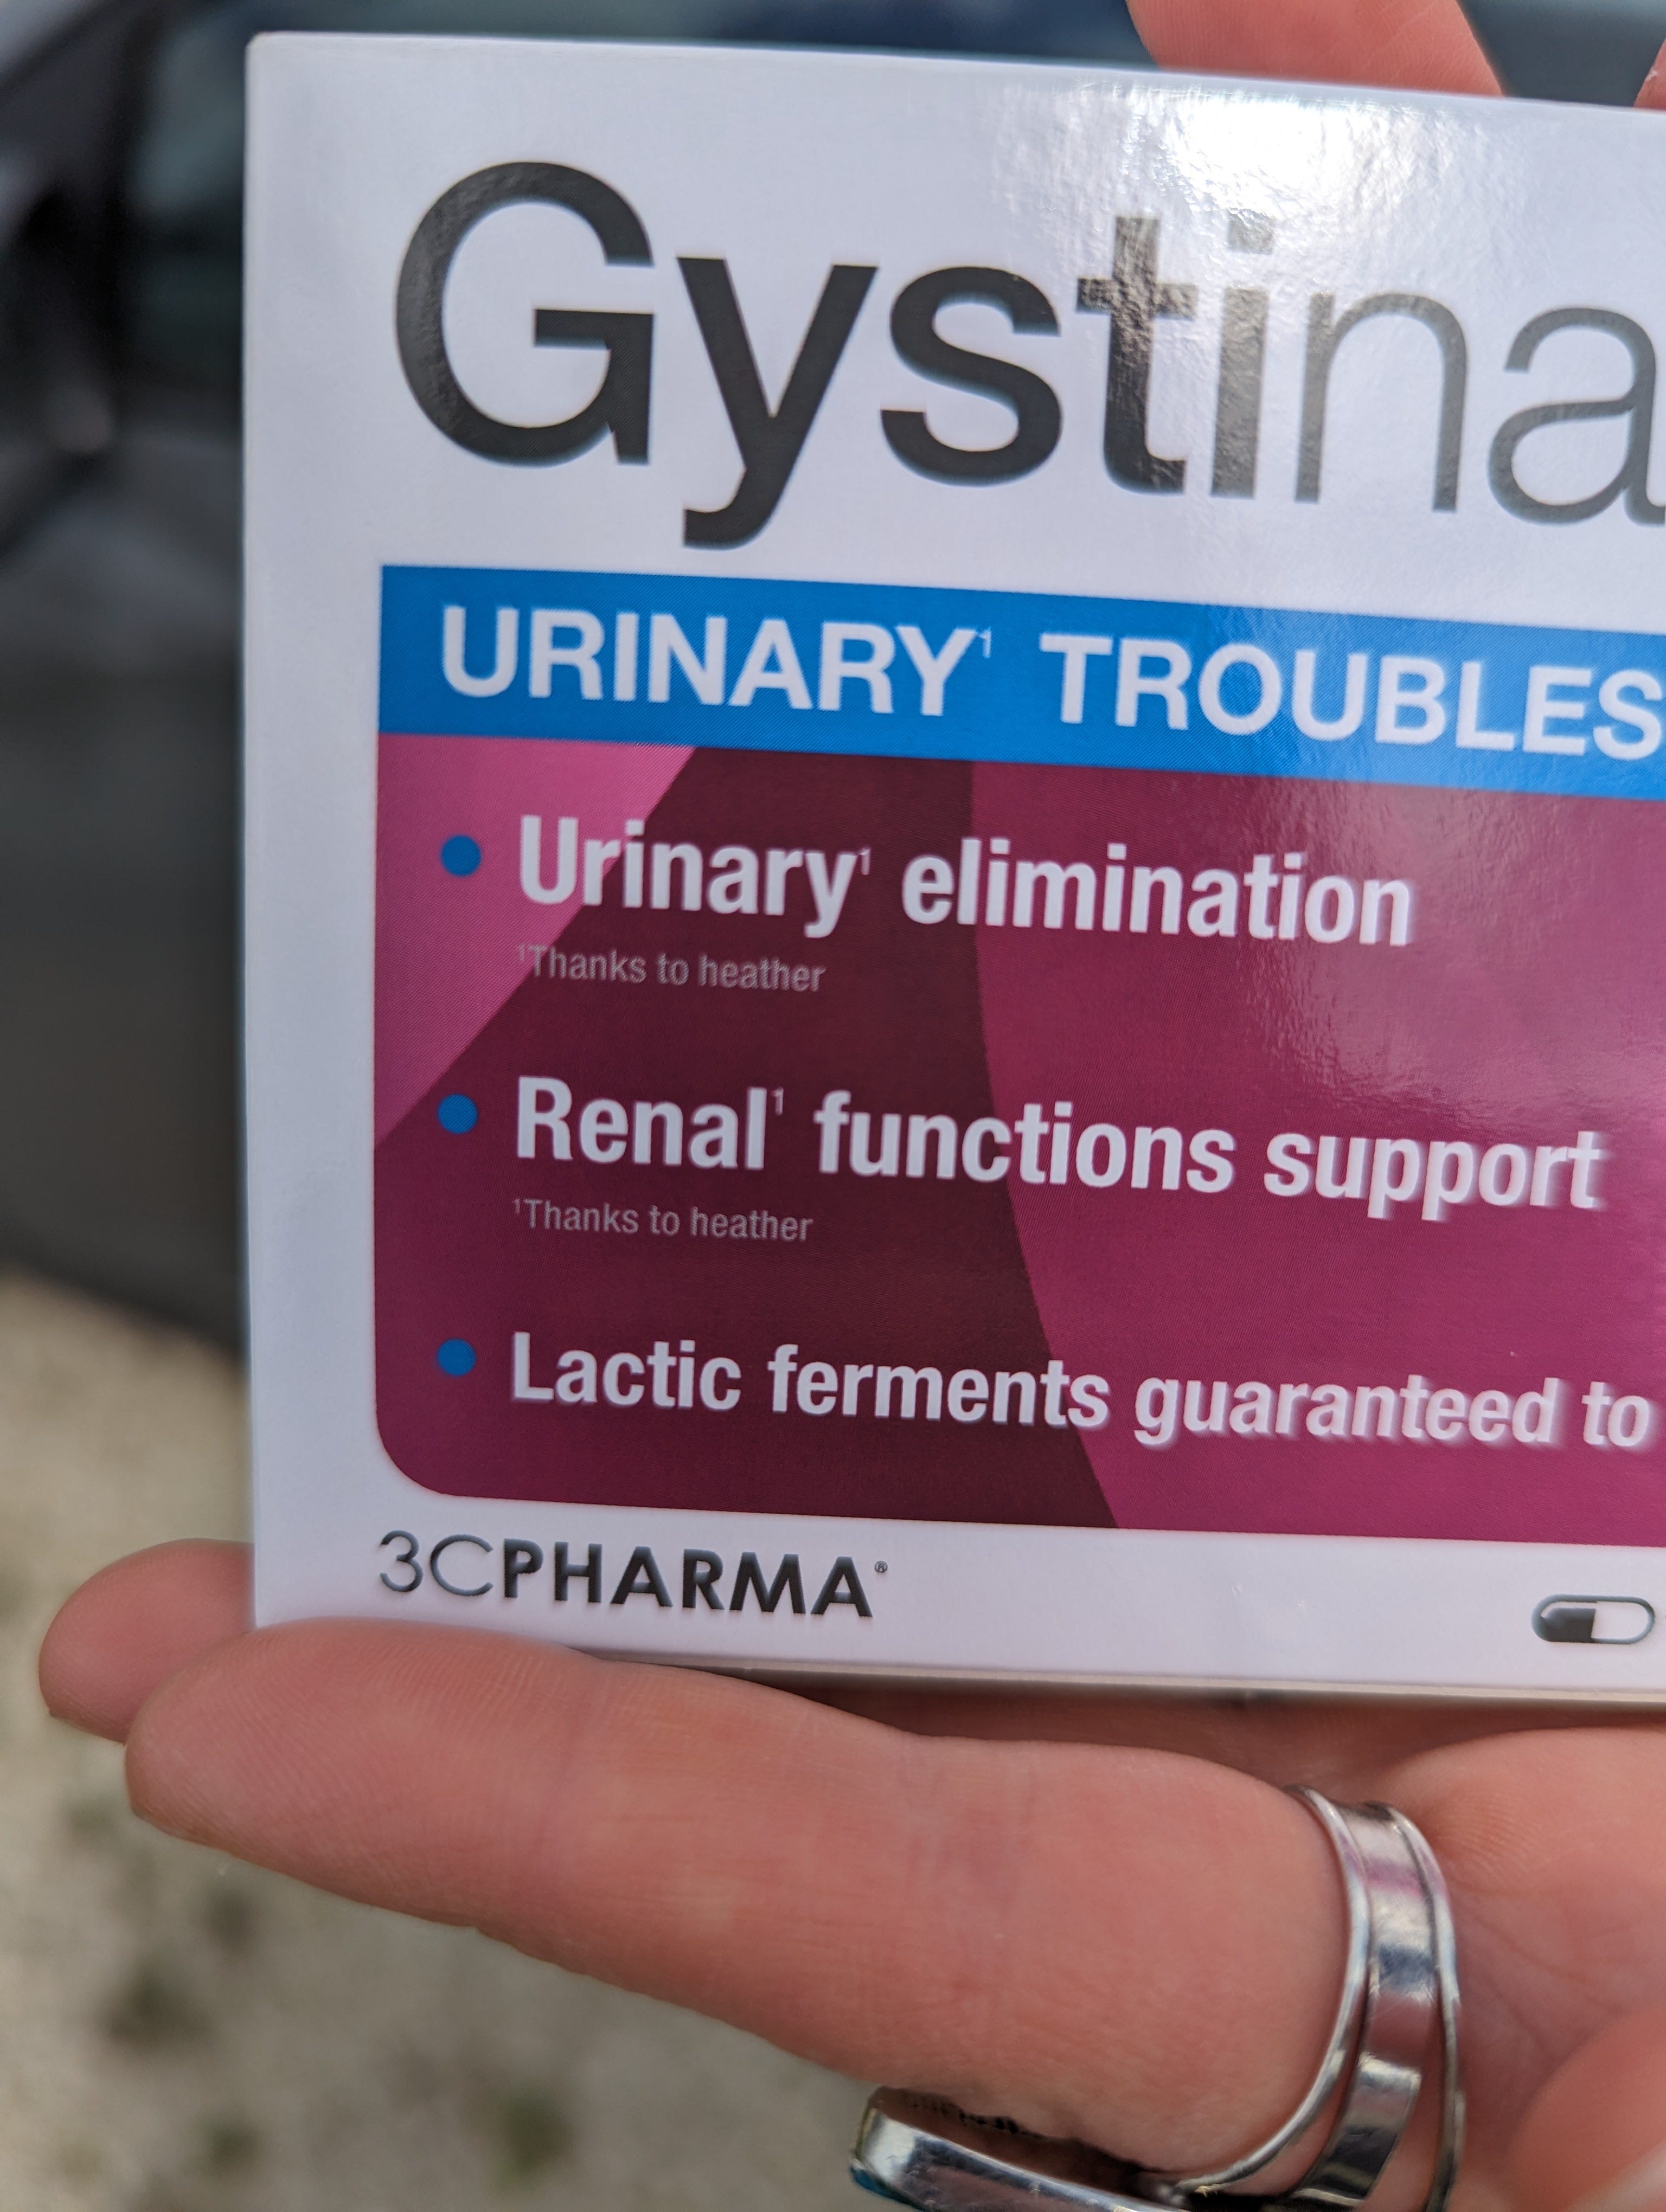 Gystina
URINARY¹ TROUBLES
• Urinary¹ elimination
¹Thanks to heather
• Renal¹ functions support
¹Thanks to heather
• Lactic ferments guaranteed to
3CPHARMA®